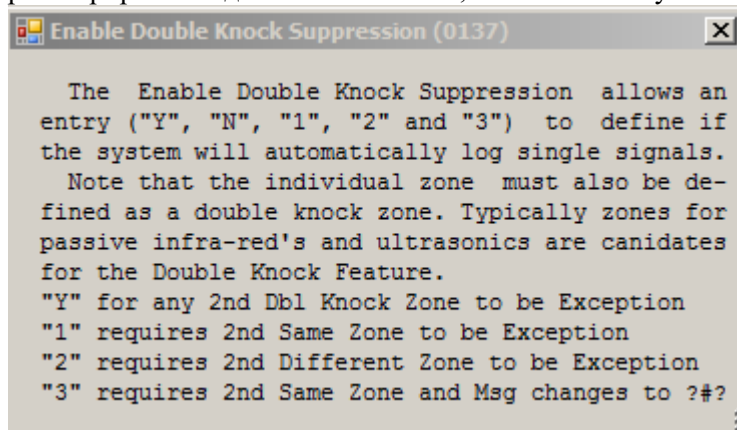 Enable Double Knock Suppression (0137)
The Enable Double Knock Suppression allows an
entry ("Y", "N", "1", "2" and "3") to define if
the system will automatically log single signals.
Note that the individual zone must also be de-
fined as a double knock zone. Typically zones for
passive infra-red's and ultrasonics are canidates
for the Double Knock Feature.
"Y" for any 2nd Dbl Knock Zone to be Exception
"1" requires 2nd Same Zone to be Exception
"2" requires 2nd Different Zone to be Exception
"3" requires 2nd Same Zone and Msg changes to ?#?